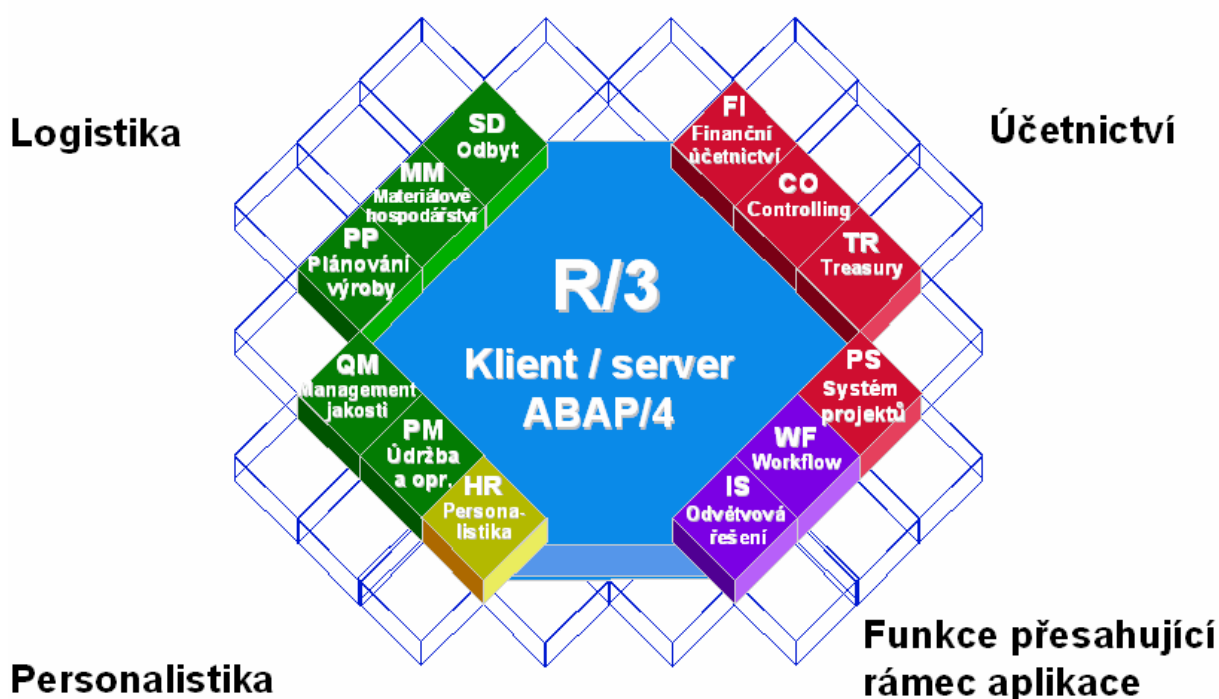 Logistika
Účetnictví
SD
Odbyt
MM
Materiálové
hospodářství
PP
Plánování
výroby
QM
Management
jakosti
PM
Údržba
a opr.
HR
Persona-
listika
R/3
Klient / server
ABAP/4
FI
Finanční
účetnictví
CO
Controlling
TR
Treasury
PS
Systém
projektů
WF
Workflow
IS
Odvětvová
řešení
Personalistika
Funkce přesahující
rámec aplikace